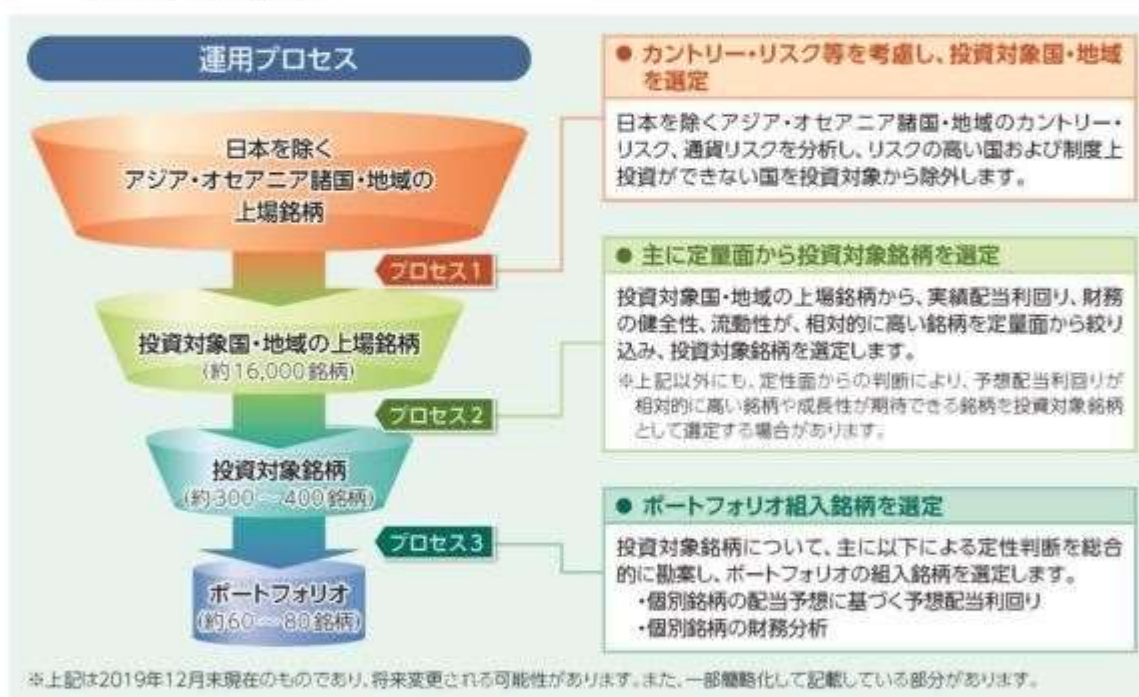 運用プロセス
日本を除く
アジア・オセアニア諸国・地域の
上場銘柄
プロセス1
投資対象国・地域の上場銘柄
(約16,000銘柄)
プロセス2
投資対象銘柄
(約300〜400銘柄)
プロセス3
ポートフォリオ
(約60〜80銘柄)
● カントリー・リスク等を考慮し、投資対象国・地域
を選定
日本を除くアジア・オセアニア諸国・地域のカントリー・
リスク、通貨リスクを分析し、リスクの高い国および制度上
投資ができない国を投資対象から除外します。
● 主に定量面から投資対象銘柄を選定
投資対象国・地域の上場銘柄から、実績配当利回り、財務
の健全性、流動性が、相対的に高い銘柄を定量面から絞り
込み、投資対象銘柄を選定します。
※上記以外にも、定性面からの判断により、予想配当利回りが
相対的に高い銘柄や成長性が期待できる銘柄を投資対象銘柄
として選定する場合があります。
● ポートフォリオ組入銘柄を選定
投資対象銘柄について、主に以下による定性判断を総合
的に勘案し、ポートフォリオの組入銘柄を選定します。
・個別銘柄の配当予想に基づく予想配当利回り
・個別銘柄の財務分析
※上記は2019年12月末現在のものであり、将来変更される可能性があります。また、一部簡略化して記載している部分があります。